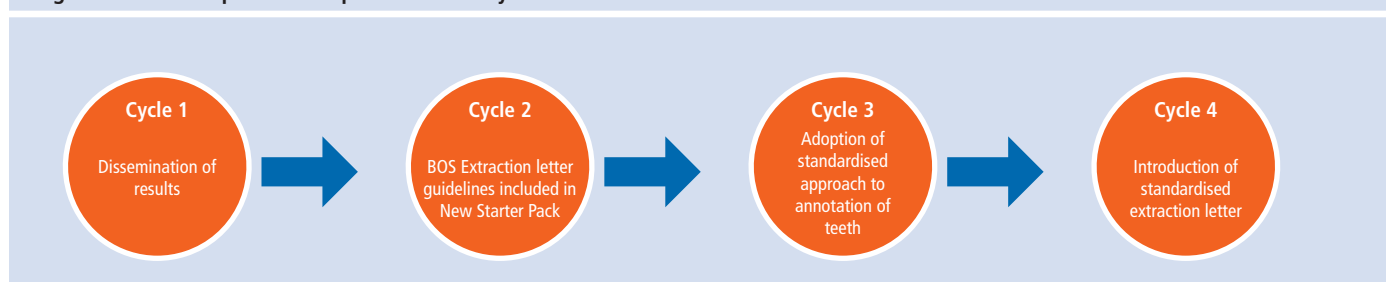 Cycle 1
Dissemination of
results
Cycle 2
BOS Extraction letter
guidelines included in
New Starter Pack
Cycle 3
Adoption of
standardised
approach to
annotation of
teeth
Cycle 4
Introduction of
standardised
extraction letter